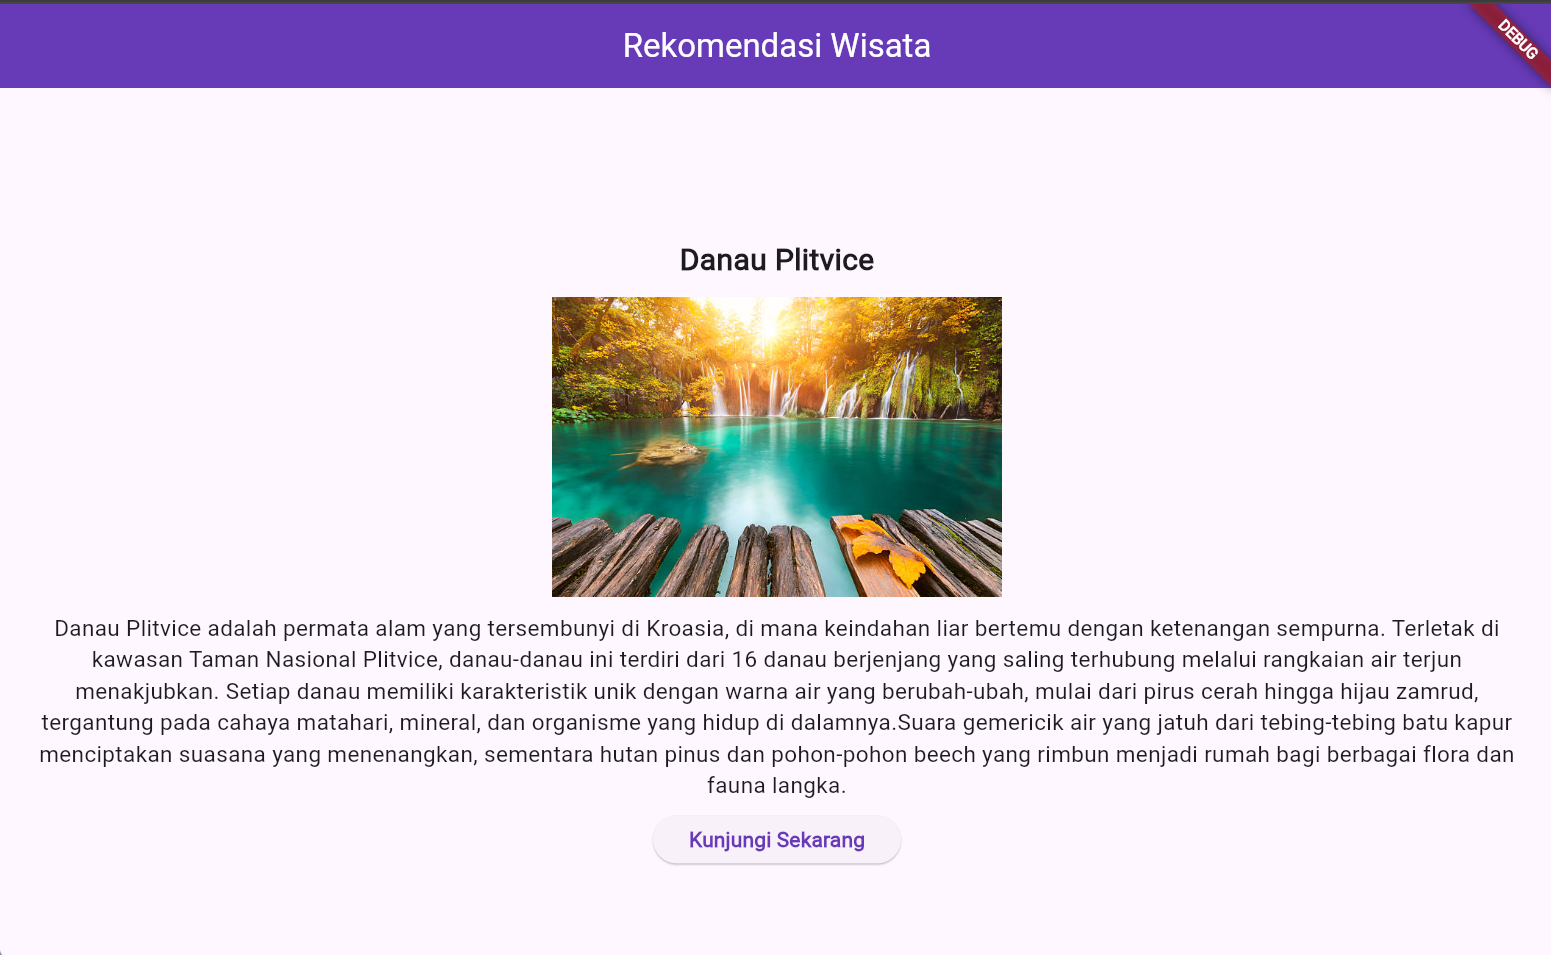 Rekomendasi Wisata
DEBUG
Danau Plitvice
Danau Plitvice adalah permata alam yang tersembunyi di Kroasia, di mana keindahan liar bertemu dengan ketenangan sempurna. Terletak di
kawasan Taman Nasional Plitvice, danau-danau ini terdiri dari 16 danau berjenjang yang saling terhubung melalui rangkaian air terjun
menakjubkan. Setiap danau memiliki karakteristik unik dengan warna air yang berubah-ubah, mulai dari pirus cerah hingga hijau zamrud,
tergantung pada cahaya matahari, mineral, dan organisme yang hidup di dalamnya.Suara gemericik air yang jatuh dari tebing-tebing batu kapur
menciptakan suasana yang menenangkan, sementara hutan pinus dan pohon-pohon beech yang rimbun menjadi rumah bagi berbagai flora dan
fauna langka.
Kunjungi Sekarang